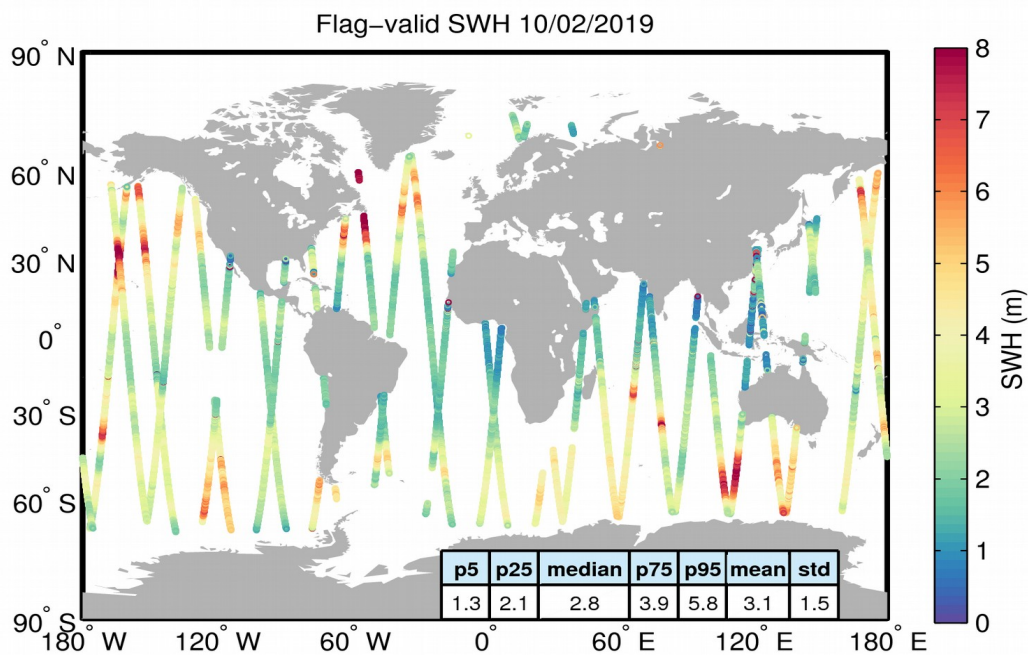 Flag−valid SWH 10/02/2019
90° N
60° N
30° N
0°
30° S
60° S
90° S
180° W
120° W
60° W
0°
60° E
120° E
180° E
8
7
6
5
4
3
2
1
0
SWH (m)
p5 p25 median p75 p95 mean std
1.3 2.1 2.8 3.9 5.8 3.1 1.5